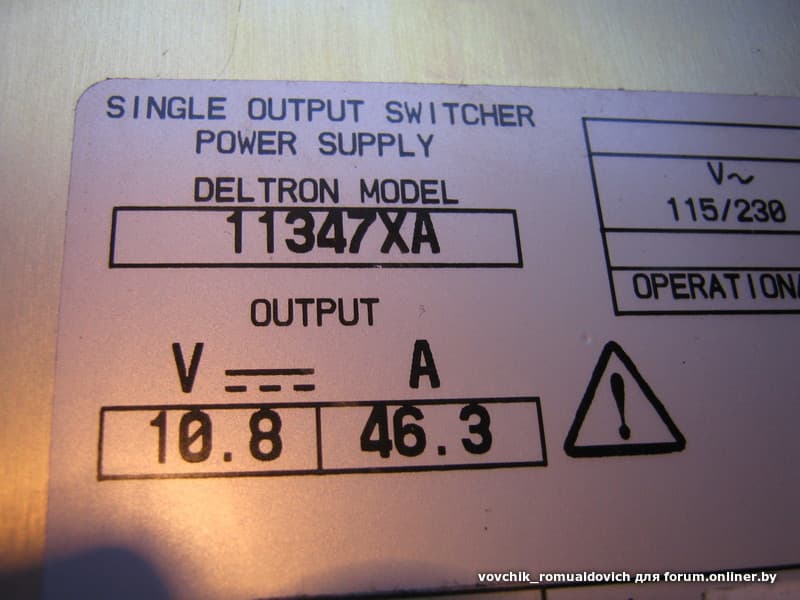 SINGLE OUTPUT SWITCHER
POWER SUPPLY
DELTRON MODEL
11347XA
OUTPUT
V A
10.8 46.3
V~
115/230
!
vovchik_romualdovich для forum.onliner.by